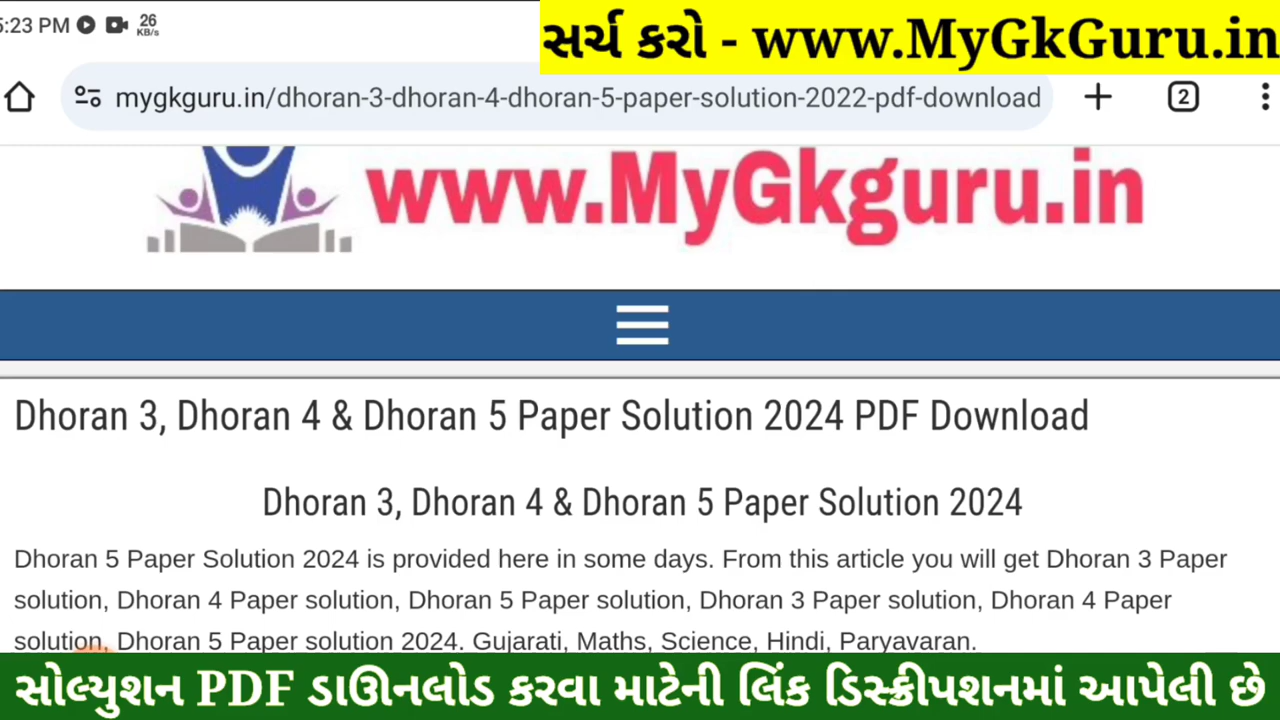 5:23 PM 26 KB/s
સર્ચ કરો - www.MyGkGuru.in
mygkguru.in/dhoran-3-dhoran-4-dhoran-5-paper-solution-2022-pdf-download
2
www.MyGkguru.in
Dhoran 3, Dhoran 4 & Dhoran 5 Paper Solution 2024 PDF Download
Dhoran 3, Dhoran 4 & Dhoran 5 Paper Solution 2024
Dhoran 5 Paper Solution 2024 is provided here in some days. From this article you will get Dhoran 3 Paper
solution, Dhoran 4 Paper solution, Dhoran 5 Paper solution, Dhoran 3 Paper solution, Dhoran 4 Paper
solution, Dhoran 5 Paper solution 2024. Gujarati, Maths, Science, Hindi, Paryavaran.
સોલ્યુશન PDF ડાઊનલોડ કરવા માટેની લિંક ડિસ્ક્રીપશનમાં આપેલી છે